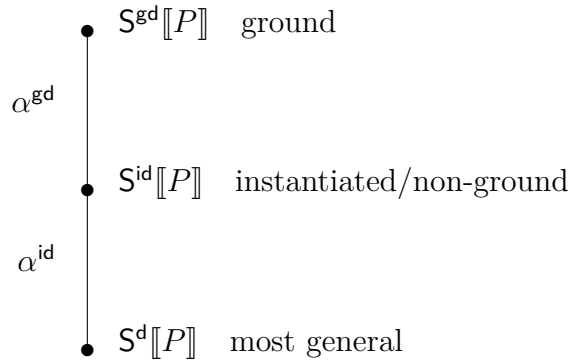 S^gd⟦P⟧ ground
α^gd
S^id⟦P⟧ instantiated/non-ground
α^id
S^d⟦P⟧ most general